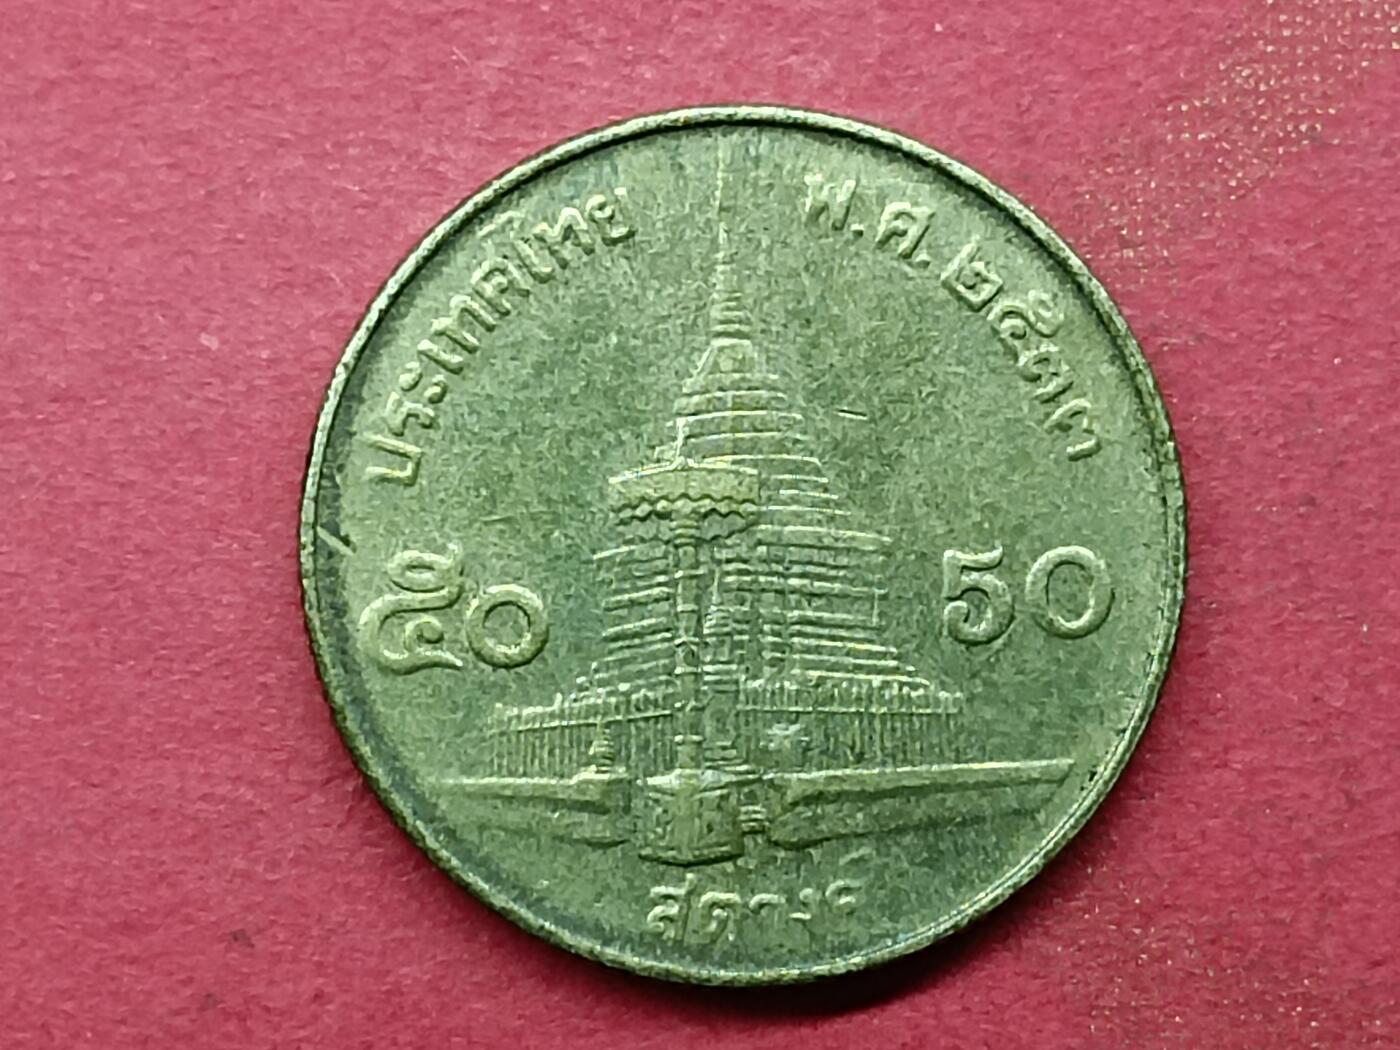 ประเทศไทย
พ.ศ. ๒๕๓๓
๕๐
50
สตางค์